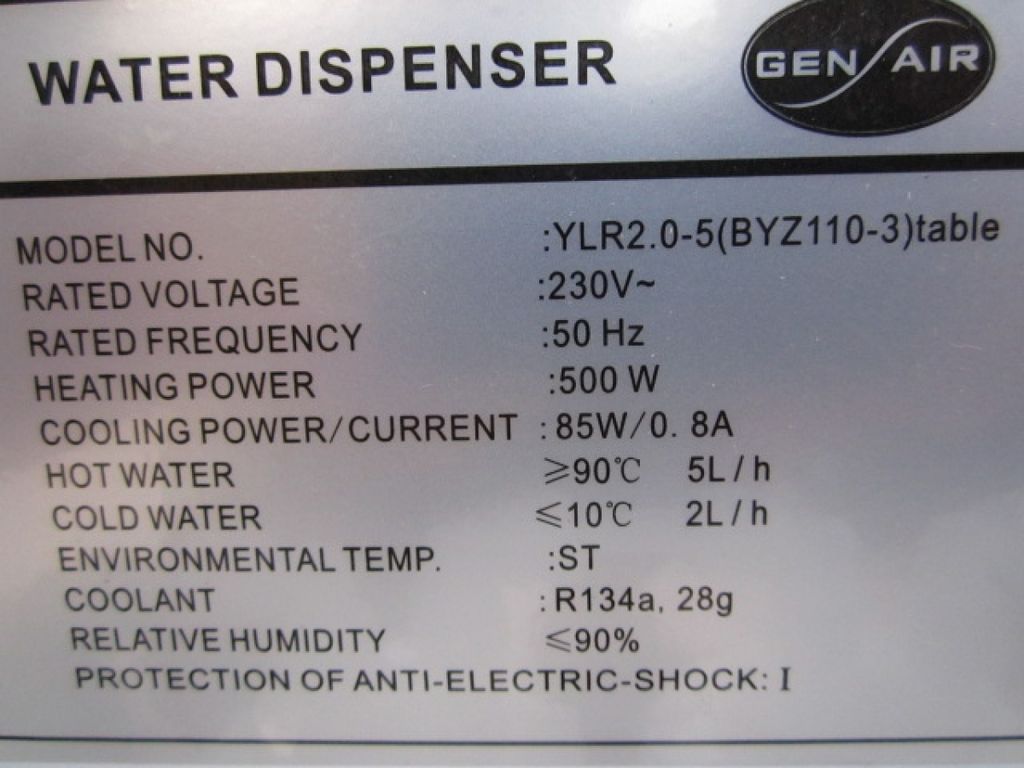 WATER DISPENSER
GEN AIR
MODEL NO. :YLR2.0-5(BYZ110-3)table
RATED VOLTAGE :230V~
RATED FREQUENCY :50 Hz
HEATING POWER :500 W
COOLING POWER/CURRENT : 85W/0. 8A
HOT WATER ≥90℃ 5L/h
COLD WATER ≤10℃ 2L/h
ENVIRONMENTAL TEMP. :ST
COOLANT : R134a, 28g
RELATIVE HUMIDITY ≤90%
PROTECTION OF ANTI-ELECTRIC-SHOCK: I